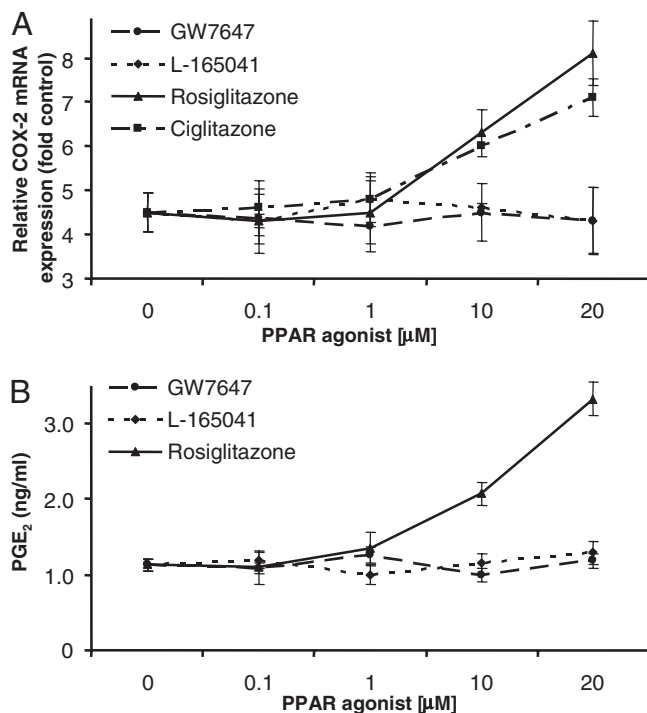 A
Relative COX-2 mRNA
expression (fold control)
GW7647
L-165041
Rosiglitazone
Ciglitazone
8
7
6
5
4
3
0 0.1 1 10 20
PPAR agonist [µM]
B
PGE₂ (ng/ml)
GW7647
L-165041
Rosiglitazone
3.0
2.0
1.0
0
0 0.1 1 10 20
PPAR agonist [µM]